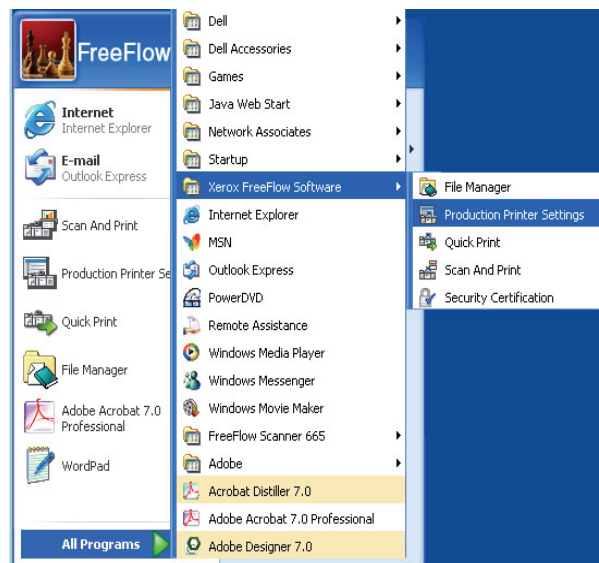 FreeFlow
Internet
Internet Explorer
E-mail
Outlook Express
Scan And Print
Production Printer Se
Quick Print
File Manager
Adobe Acrobat 7.0
Professional
WordPad
All Programs
Dell
Dell Accessories
Games
Java Web Start
Network Associates
Startup
Xerox FreeFlow Software
Internet Explorer
MSN
Outlook Express
PowerDVD
Remote Assistance
Windows Media Player
Windows Messenger
Windows Movie Maker
FreeFlow Scanner 665
Adobe
Acrobat Distiller 7.0
Adobe Acrobat 7.0 Professional
Adobe Designer 7.0
File Manager
Production Printer Settings
Quick Print
Scan And Print
Security Certification